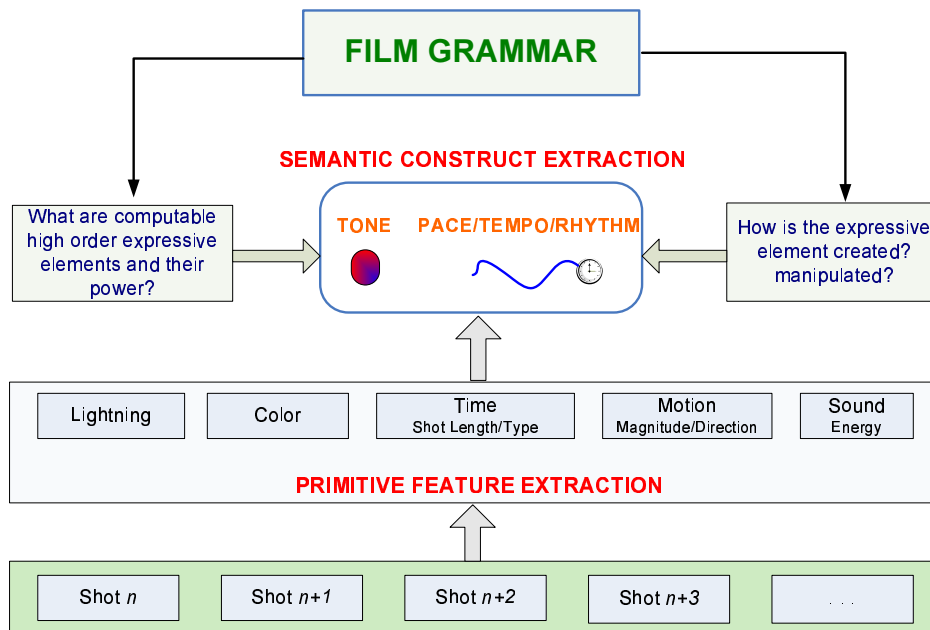 FILM GRAMMAR
SEMANTIC CONSTRUCT EXTRACTION
What are computable
high order expressive
elements and their
power?
TONE
PACE/TEMPO/RHYTHM
How is the expressive
element created?
manipulated?
Lightning
Color
Time
Shot Length/Type
Motion
Magnitude/Direction
Sound
Energy
PRIMITIVE FEATURE EXTRACTION
Shot n
Shot n+1
Shot n+2
Shot n+3
. . .